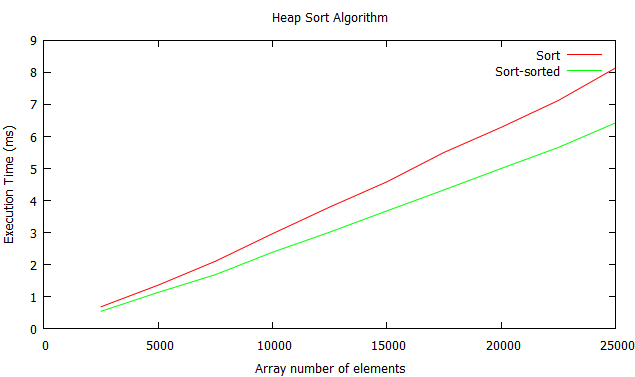 Heap Sort Algorithm
Sort
Sort-sorted
Execution Time (ms)
9
8
7
6
5
4
3
2
1
0
0 5000 10000 15000 20000 25000
Array number of elements